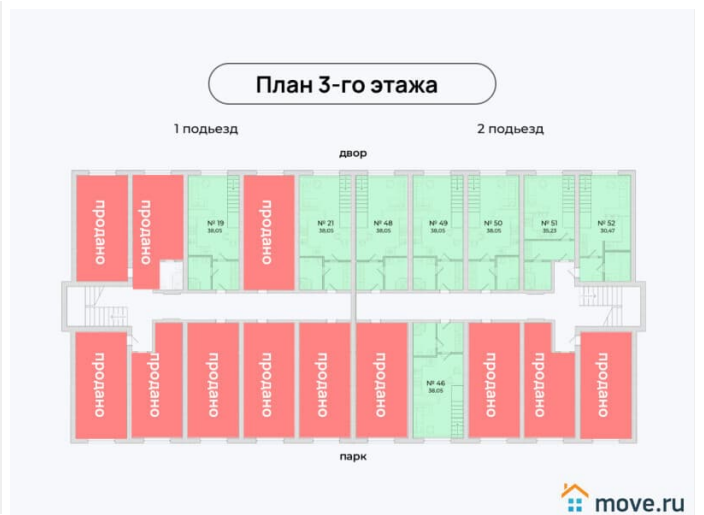 План 3-го этажа
1 подьезд
2 подьезд
двор
продано
продано
№ 19
38.05
продано
№ 21
38.05
№ 48
38.05
№ 49
38.05
№ 50
38.05
№ 51
35.23
№ 52
30.47
продано
продано
продано
продано
продано
продано
№ 46
38.05
продано
продано
продано
парк
move.ru